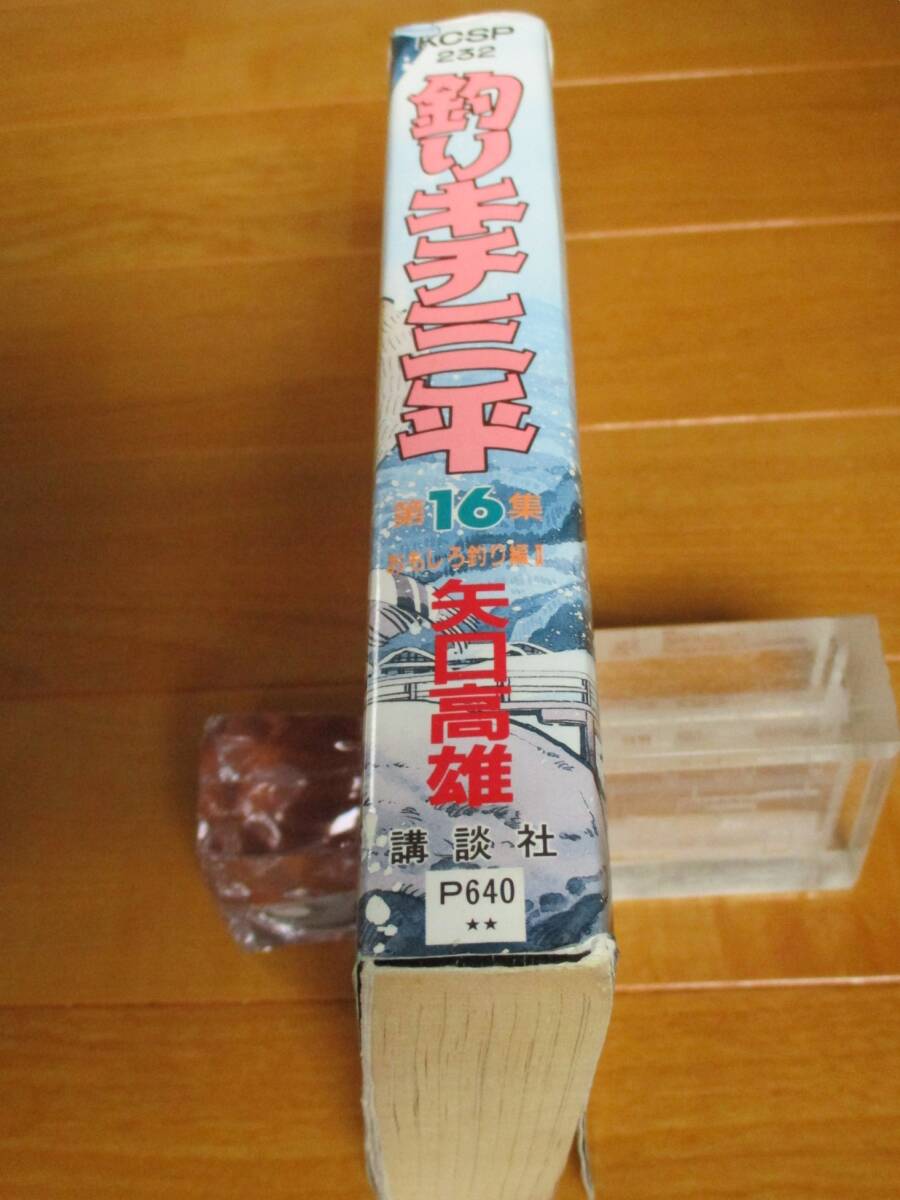 KCSP
232
釣りキチ三平
第16集
おもしろ釣り編Ⅱ
矢口高雄
講談社
P640
★★